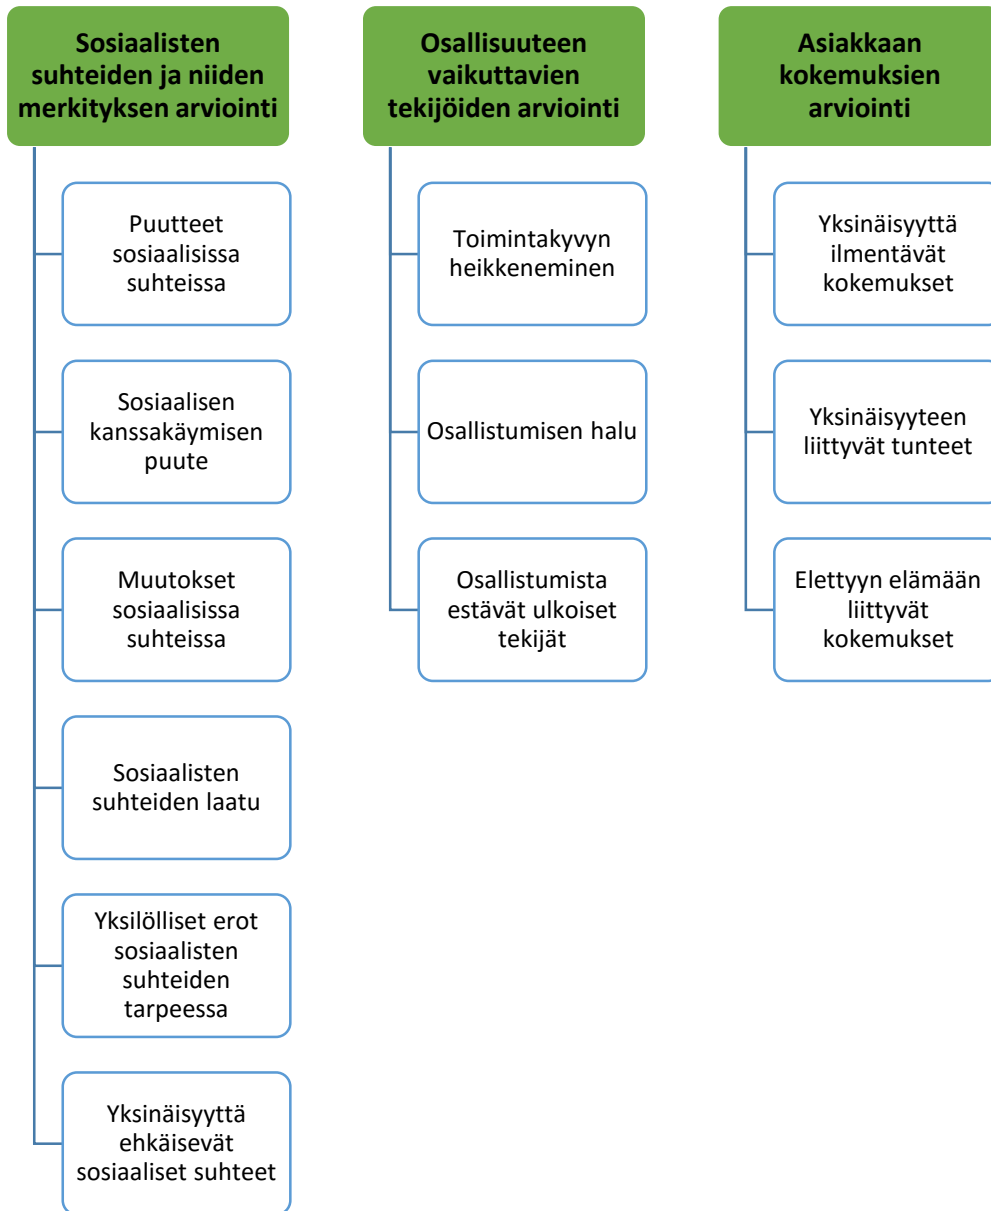 Sosiaalisten
suhteiden ja niiden
merkityksen arviointi
Puutteet
sosiaalisissa
suhteissa
Sosiaalisen
kanssakäymisen
puute
Muutokset
sosiaalisissa
suhteissa
Sosiaalisten
suhteiden laatu
Yksilölliset erot
sosiaalisten
suhteiden
tarpeessa
Yksinäisyyttä
ehkäisevät
sosiaaliset suhteet
Osallisuuteen
vaikuttavien
tekijöiden arviointi
Toimintakyvyn
heikkeneminen
Osallistumisen halu
Osallistumista
estävät ulkoiset
tekijät
Asiakkaan
kokemuksien
arviointi
Yksinäisyyttä
ilmentävät
kokemukset
Yksinäisyyteen
liittyvät tunteet
Elettyyn elämään
liittyvät
kokemukset